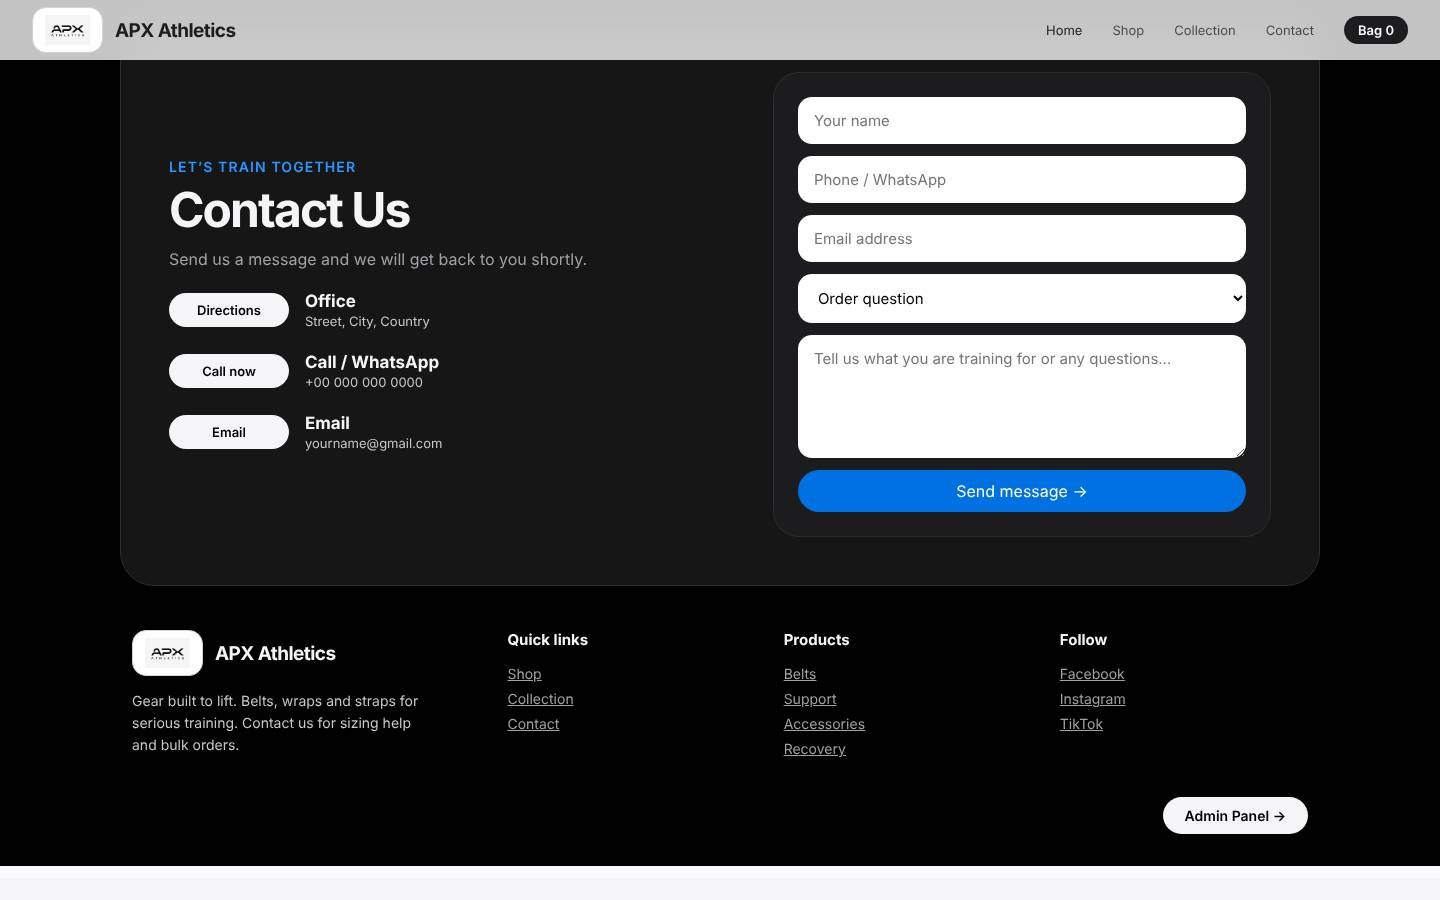 APX
ATHLETICS
APX Athletics
Home
Shop
Collection
Contact
Bag 0
LET'S TRAIN TOGETHER
Contact Us
Send us a message and we will get back to you shortly.
Directions
Office
Street, City, Country
Call now
Call / WhatsApp
+00 000 000 0000
Email
Email
yourname@gmail.com
Your name
Phone / WhatsApp
Email address
Order question
Tell us what you are training for or any questions...
Send message →
APX
ATHLETICS
APX Athletics
Gear built to lift. Belts, wraps and straps for
serious training. Contact us for sizing help
and bulk orders.
Quick links
Shop
Collection
Contact
Products
Belts
Support
Accessories
Recovery
Follow
Facebook
Instagram
TikTok
Admin Panel →